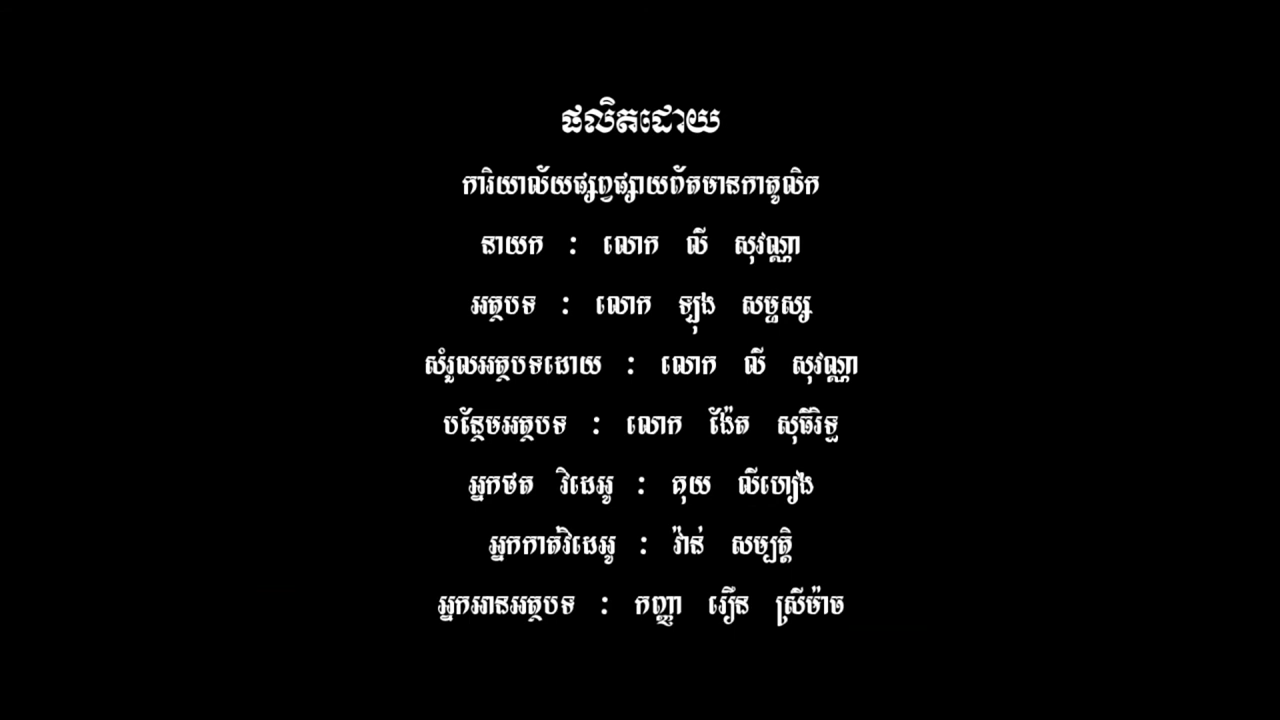 ផលិតដោយ
ការិយាល័យផ្សព្វផ្សាយព័តមានកាតូលិក
នាយក : លោក លី សុវណ្ណា
អត្ថបទ : លោក ឡុង សម្ផស្ស
សំរួលអត្ថបទដោយ : លោក លី សុវណ្ណា
បន្ថែមអត្ថបទ : លោក ង៉ែត សុធិរិទ្ធ
អ្នកថត វិដេអូ : គុយ លីហៀង
អ្នកកាត់វិដេអូ : វ៉ាន់ សម្បត្តិ
អ្នកអានអត្ថបទ : កញ្ញា រឿន ស្រីម៉ាច